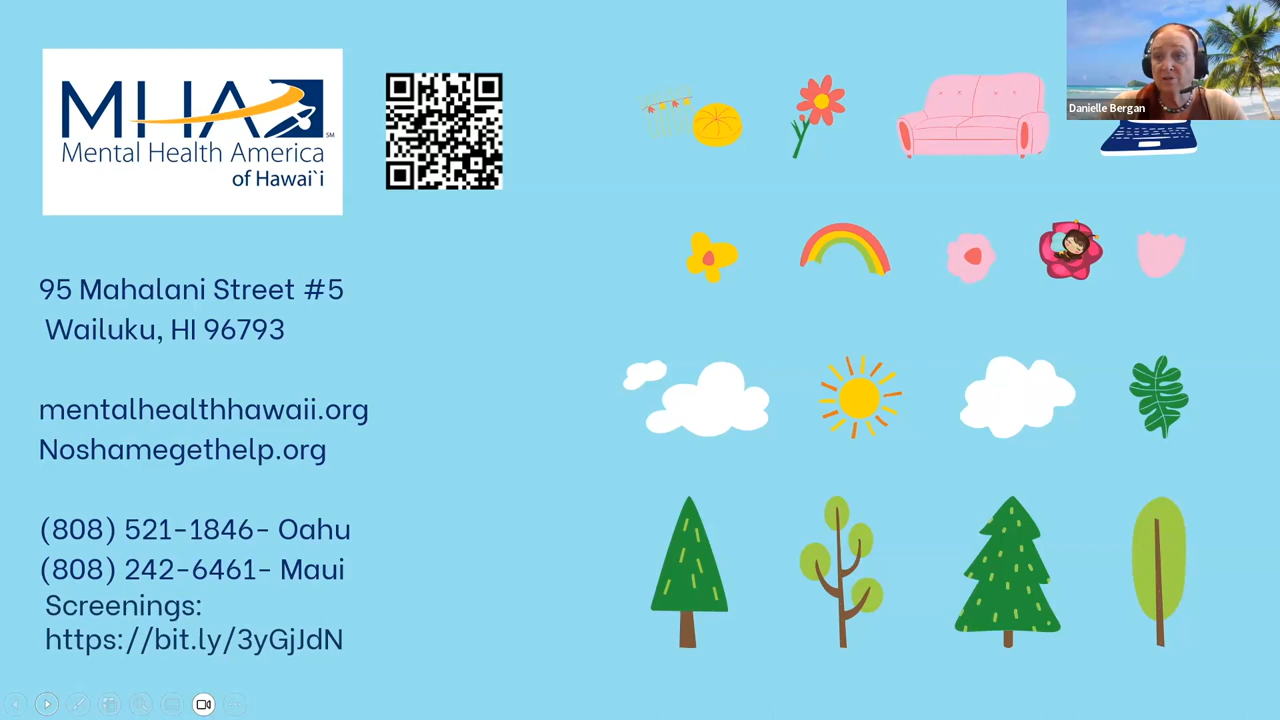 MHA
SM
Mental Health America
of Hawai`i
Danielle Bergan
95 Mahalani Street #5
Wailuku, HI 96793
mentalhealthhawaii.org
Noshamegethelp.org
(808) 521-1846- Oahu
(808) 242-6461- Maui
Screenings:
https://bit.ly/3yGjJdN